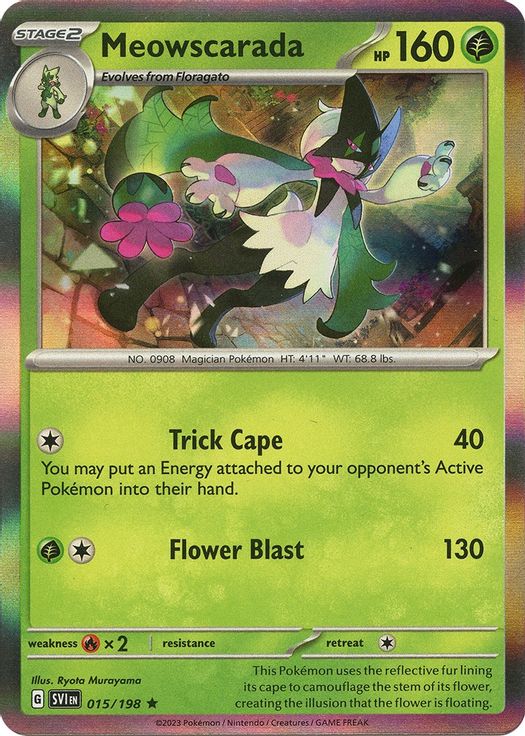 STAGE2
Meowscarada
HP 160
Evolves from Floragato
NO. 0908 Magician Pokémon HT: 4'11" WT: 68.8 lbs.
Trick Cape 40
You may put an Energy attached to your opponent's Active
Pokémon into their hand.
Flower Blast 130
weakness ×2 resistance retreat
Illus. Ryota Murayama
G SVI EN 015/198 ★
This Pokémon uses the reflective fur lining
its cape to camouflage the stem of its flower,
creating the illusion that the flower is floating.
©2023 Pokémon / Nintendo / Creatures / GAME FREAK